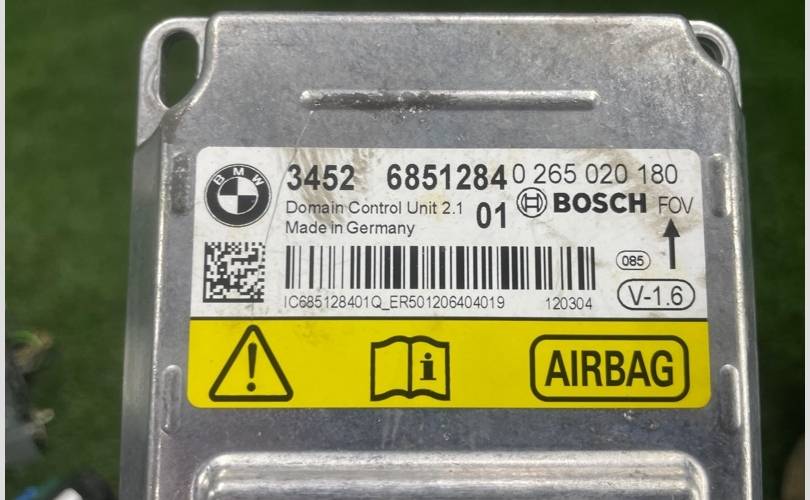 BMW
3452 6851284 0 265 020 180
Domain Control Unit 2.1 01 BOSCH FOV
Made in Germany
085
V-1.6
IC685128401Q_ER501206404019 120304
i
AIRBAG